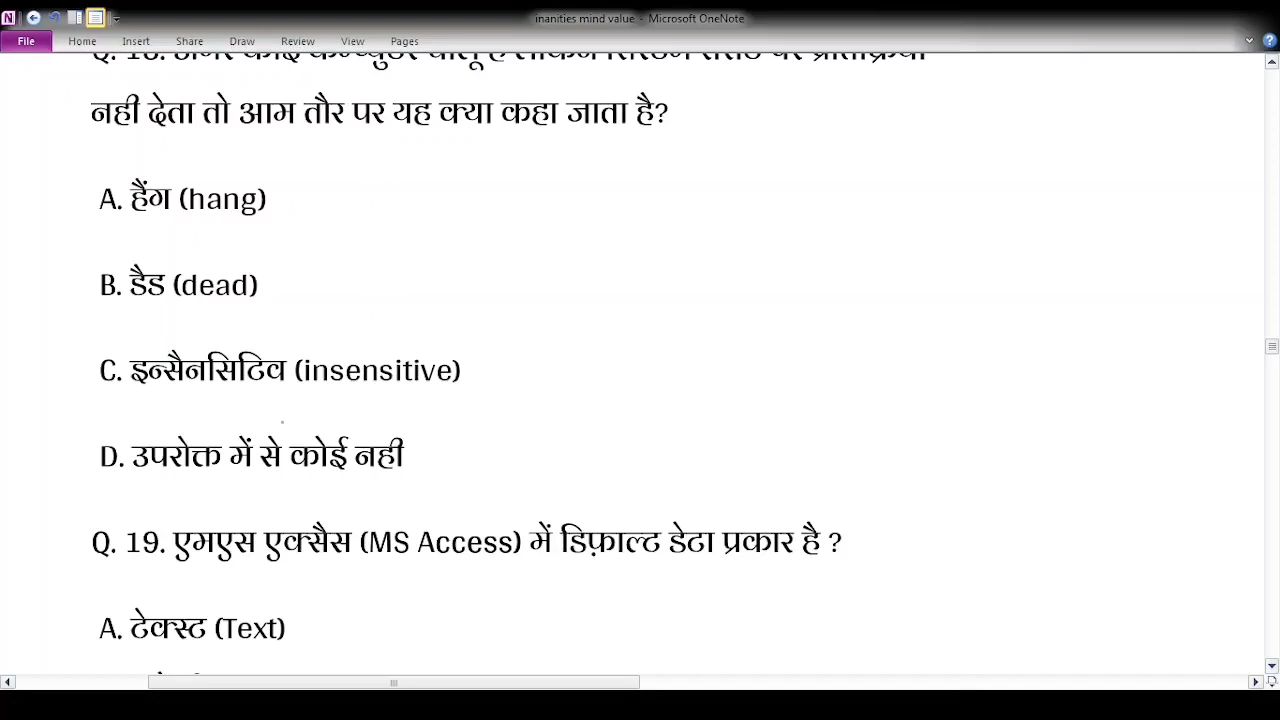 inanities mind value - Microsoft OneNote
File Home Insert Share Draw Review View Pages
नही देता तो आम तौर पर यह क्या कहा जाता है?
A. हैंग (hang)
B. डैड (dead)
C. इन्सैनसिटिव (insensitive)
D. उपरोक्त में से कोई नही
Q. 19. एमएस एक्सैस (MS Access) में डिफ़ाल्ट डेटा प्रकार है ?
A. टेक्स्ट (Text)